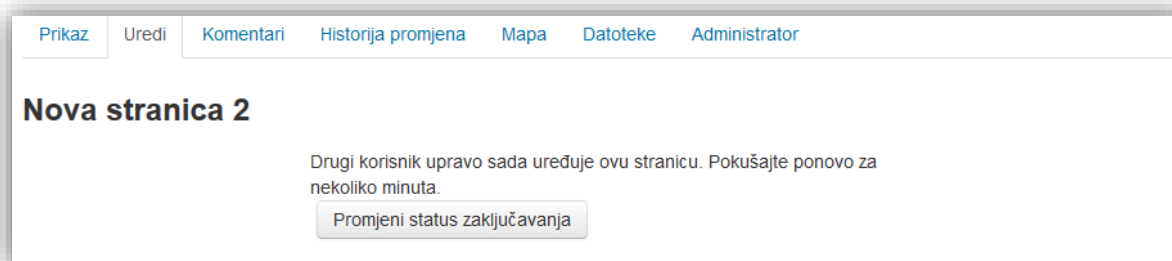 Prikaz Uredi Komentari Historija promjena Mapa Datoteke Administrator
Nova stranica 2
Drugi korisnik upravo sada uređuje ovu stranicu. Pokušajte ponovo za
nekoliko minuta.
Promjeni status zaključavanja